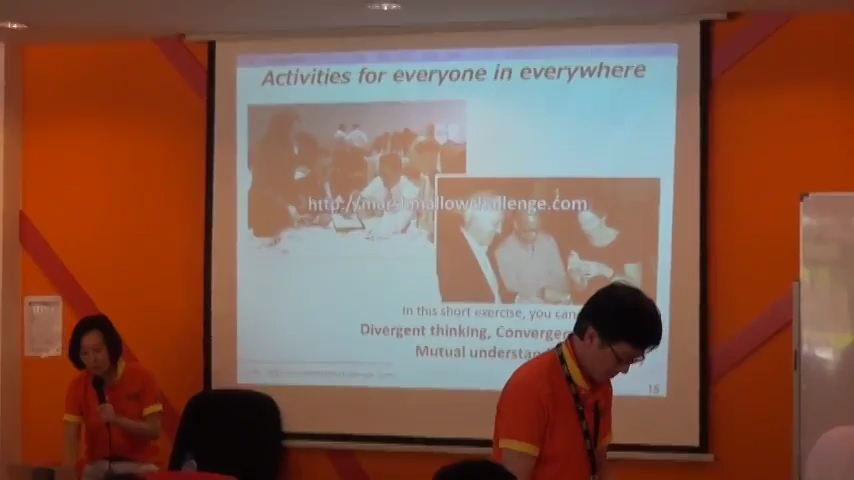 Activities for everyone in everywhere
http://marshmallowchallenge.com
In this short exercise, you can
Divergent thinking, Converge
Mutual understand
15